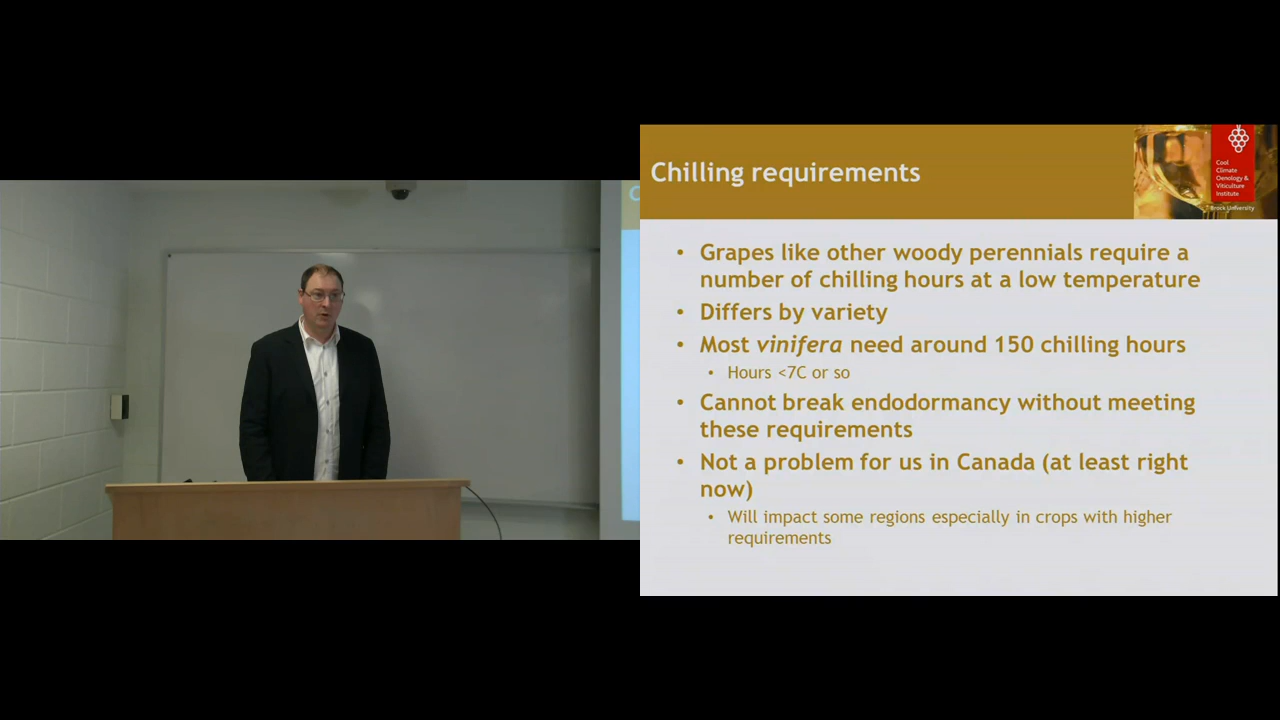 Chilling requirements
Cool
Climate
Oenology &
Viticulture
Institute
Brock University
• Grapes like other woody perennials require a
number of chilling hours at a low temperature
• Differs by variety
• Most vinifera need around 150 chilling hours
• Hours <7C or so
• Cannot break endodormancy without meeting
these requirements
• Not a problem for us in Canada (at least right
now)
• Will impact some regions especially in crops with higher
requirements